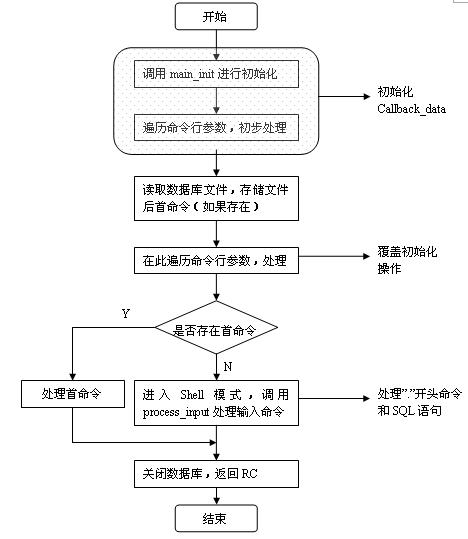 开始
调用 main_init 进行初始化
初始化
Callback_data
遍历命令行参数，初步处理
读取数据库文件，存储文件
后首命令（如果存在）
在此遍历命令行参数，处理
覆盖初始化
操作
Y
是否存在首命令
N
处理首命令
进入 Shell 模式，调用
process_input 处理输入命令
处理”.”开头命令
和 SQL 语句
关闭数据库，返回 RC
结束